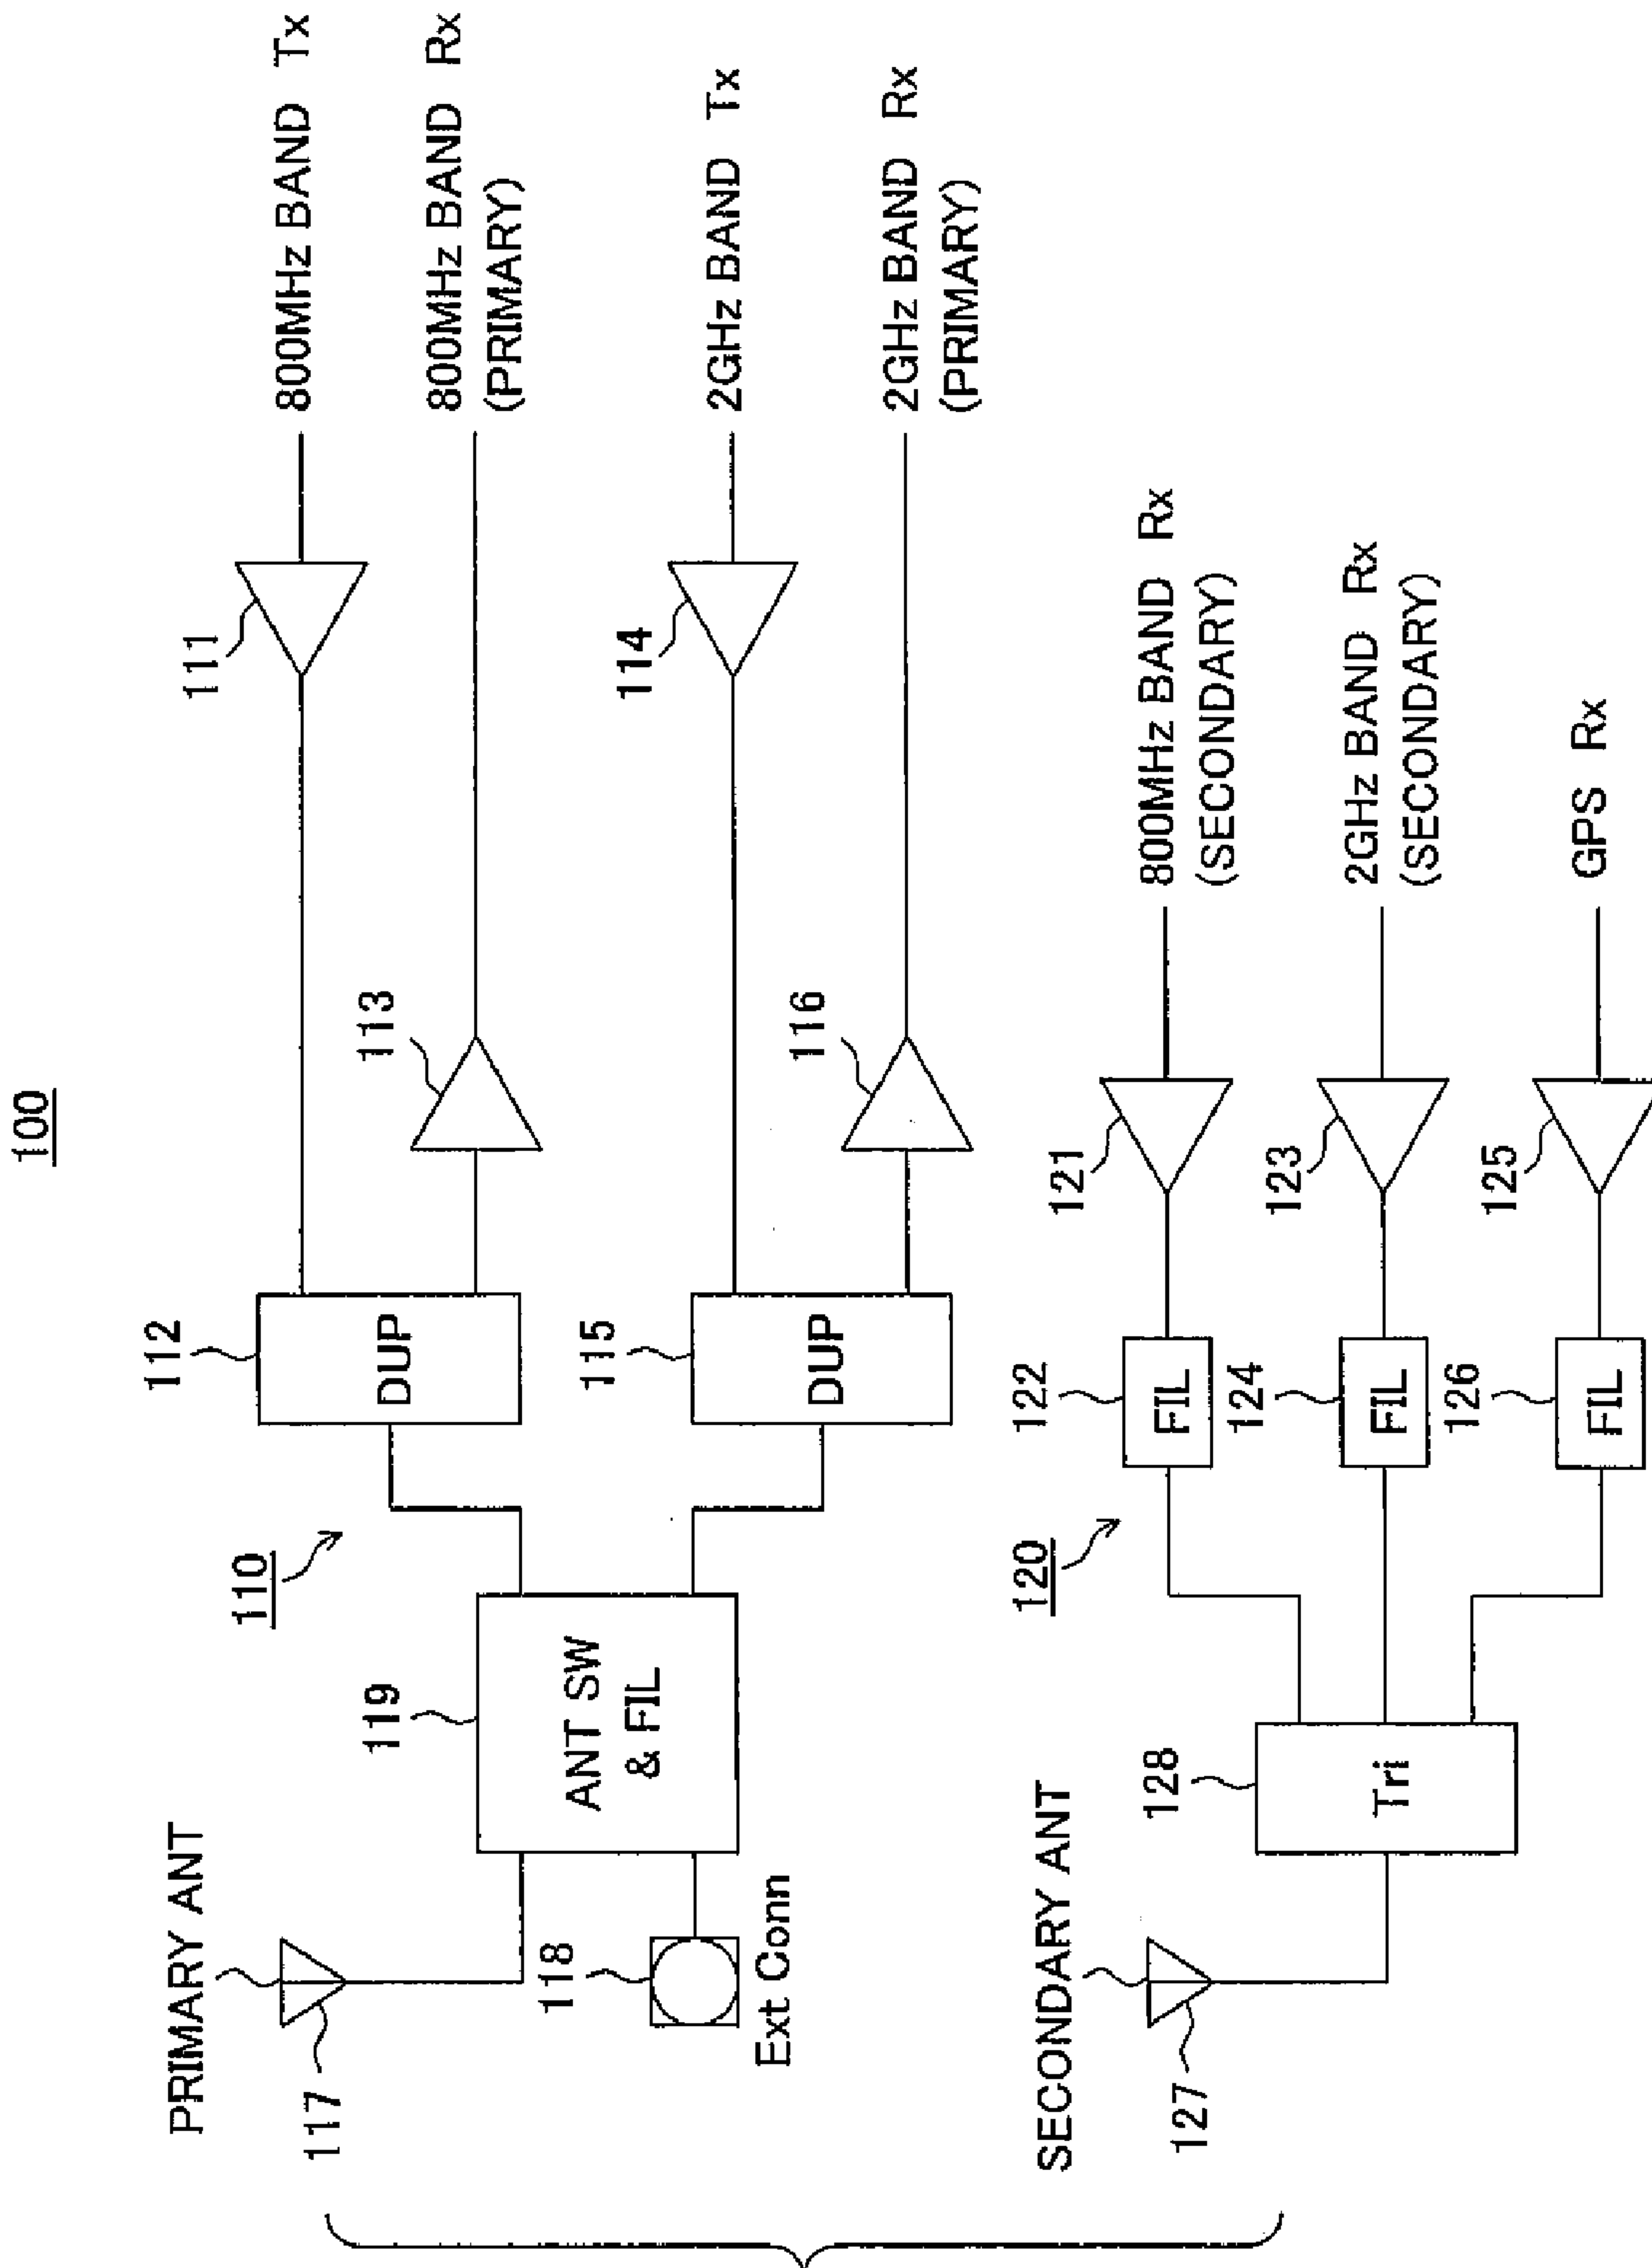 100
PRIMARY ANT
117
118
Ext Conn
119
ANT SW
& FIL
110
112
DUP
115
DUP
111
113
114
116
800MHz BAND Tx
800MHz BAND Rx
(PRIMARY)
2GHz BAND Tx
2GHz BAND Rx
(PRIMARY)
SECONDARY ANT
127
128
Tri
120
122
FIL
124
FIL
126
FIL
121
123
125
800MHz BAND Rx
(SECONDARY)
2GHz BAND Rx
(SECONDARY)
GPS Rx